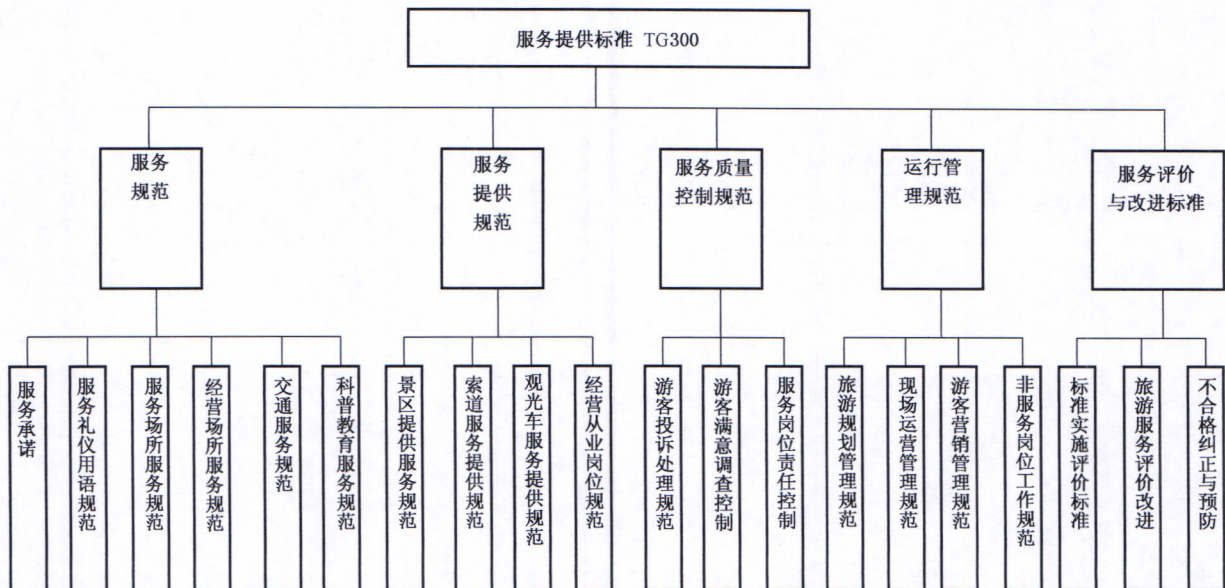 服务提供标准 TG300
服务
规范
服务
提供
规范
服务质量
控制规范
运行管
理规范
服务评价
与改进标准
服务承诺
服务礼仪用语规范
服务场所服务规范
经营场所服务规范
交通服务规范
科普教育服务规范
景区提供服务规范
索道服务提供规范
观光车服务提供规范
经营从业岗位规范
游客投诉处理规范
游客满意调查控制
服务岗位责任控制
旅游规划管理规范
现场运营管理规范
游客营销管理规范
非服务岗位工作规范
标准实施评价标准
旅游服务评价改进
不合格纠正与预防